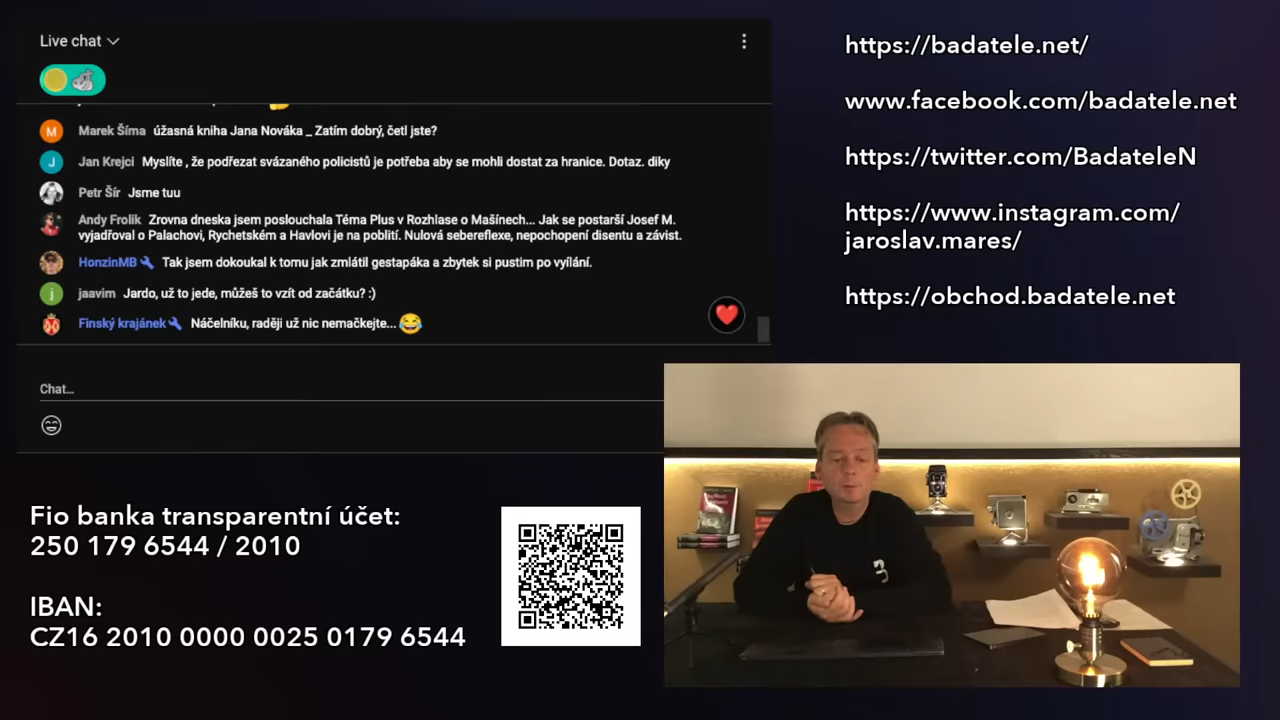 Live chat
Marek Šíma úžasná kniha Jana Nováka _ Zatím dobrý, četl jste?
Jan Krejci Myslíte , že podřezat svázaného policistů je potřeba aby se mohli dostat za hranice. Dotaz. diky
Petr Šír Jsme tuu
Andy Frolik Zrovna dneska jsem poslouchala Téma Plus v Rozhlase o Mašínech... Jak se postarší Josef M.
vyjadřoval o Palachovi, Rychetském a Havlovi je na poblití. Nulová sebereflexe, nepochopení disentu a závist.
HonzinMB Tak jsem dokoukal k tomu jak zmlátil gestapáka a zbytek si pustim po vyílání.
jaavim Jardo, už to jede, můžeš to vzít od začátku? :)
Finský krajánek Náčelníku, raději už nic nemačkejte... 😂
Chat...
https://badatele.net/
www.facebook.com/badatele.net
https://twitter.com/BadateleN
https://www.instagram.com/
jaroslav.mares/
https://obchod.badatele.net
Fio banka transparentní účet:
250 179 6544 / 2010
IBAN:
CZ16 2010 0000 0025 0179 6544